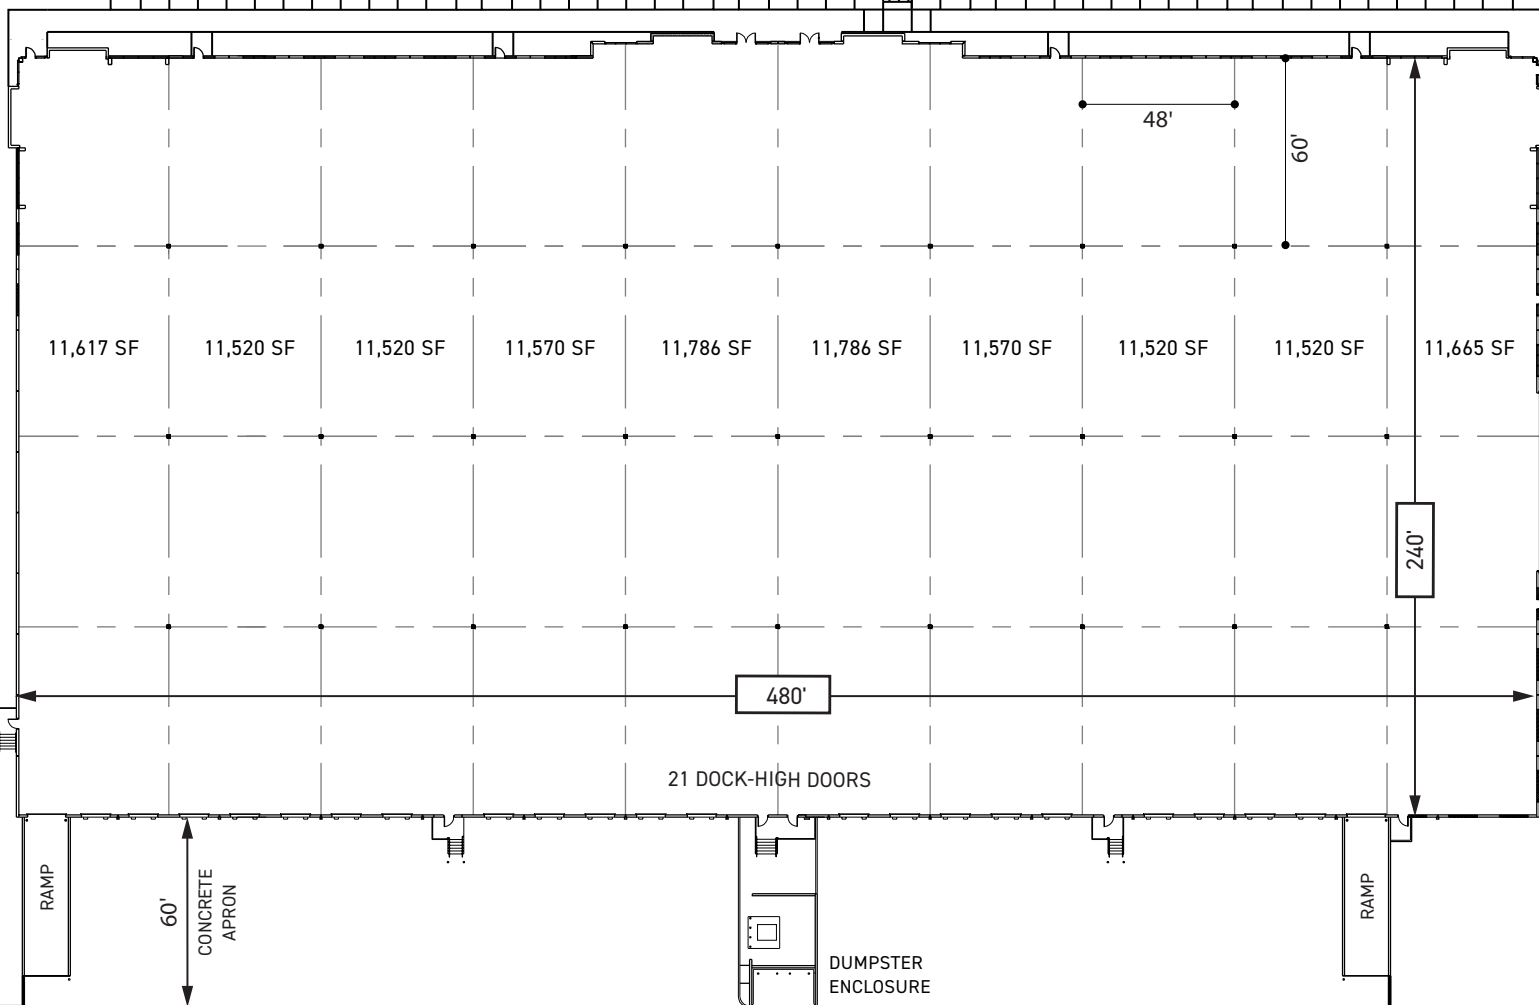 48'
60'
11,617 SF
11,520 SF
11,520 SF
11,570 SF
11,786 SF
11,786 SF
11,570 SF
11,520 SF
11,520 SF
11,665 SF
240'
480'
21 DOCK-HIGH DOORS
RAMP
60'
CONCRETE
APRON
RAMP
DUMPSTER
ENCLOSURE